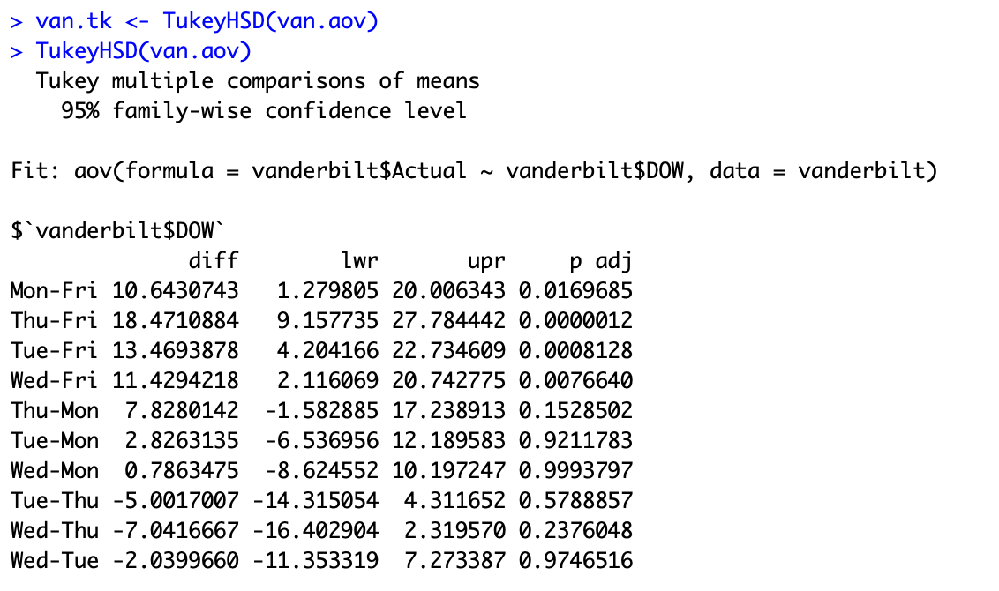 > van.tk <- TukeyHSD(van.aov)
> TukeyHSD(van.aov)
  Tukey multiple comparisons of means
    95% family-wise confidence level

Fit: aov(formula = vanderbilt$Actual ~ vanderbilt$DOW, data = vanderbilt)

$`vanderbilt$DOW`
              diff        lwr       upr     p adj
Mon-Fri 10.6430743   1.279805 20.006343 0.0169685
Thu-Fri 18.4710884   9.157735 27.784442 0.0000012
Tue-Fri 13.4693878   4.204166 22.734609 0.0008128
Wed-Fri 11.4294218   2.116069 20.742775 0.0076640
Thu-Mon  7.8280142  -1.582885 17.238913 0.1528502
Tue-Mon  2.8263135  -6.536956 12.189583 0.9211783
Wed-Mon  0.7863475  -8.624552 10.197247 0.9993797
Tue-Thu -5.0017007 -14.315054  4.311652 0.5788857
Wed-Thu -7.0416667 -16.402904  2.319570 0.2376048
Wed-Tue -2.0399660 -11.353319  7.273387 0.9746516